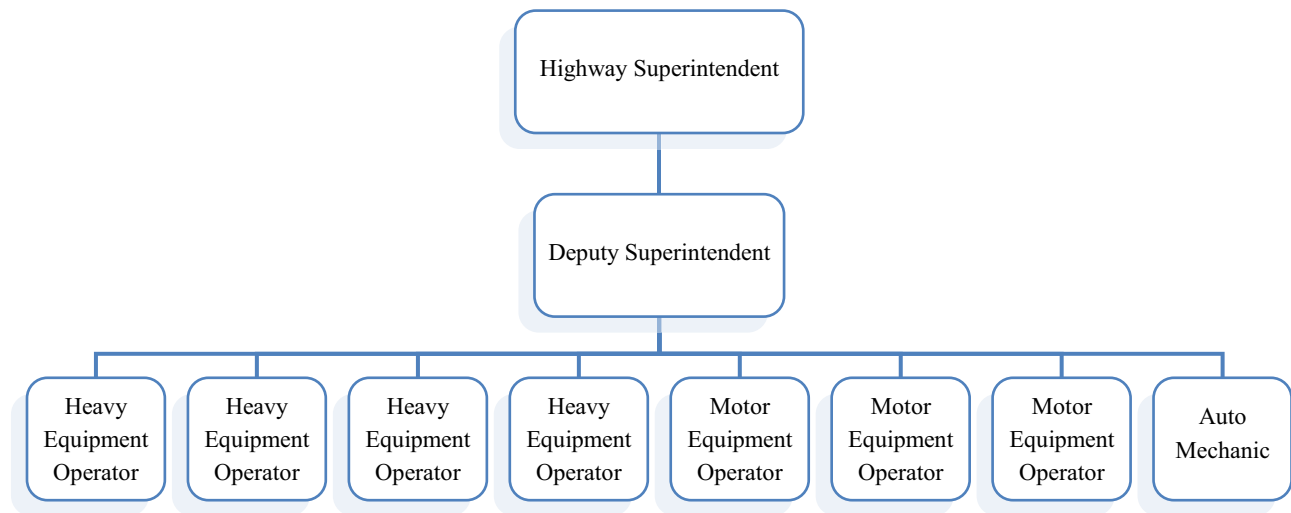 Highway Superintendent
Deputy Superintendent
Heavy
Equipment
Operator
Heavy
Equipment
Operator
Heavy
Equipment
Operator
Heavy
Equipment
Operator
Motor
Equipment
Operator
Motor
Equipment
Operator
Motor
Equipment
Operator
Auto
Mechanic